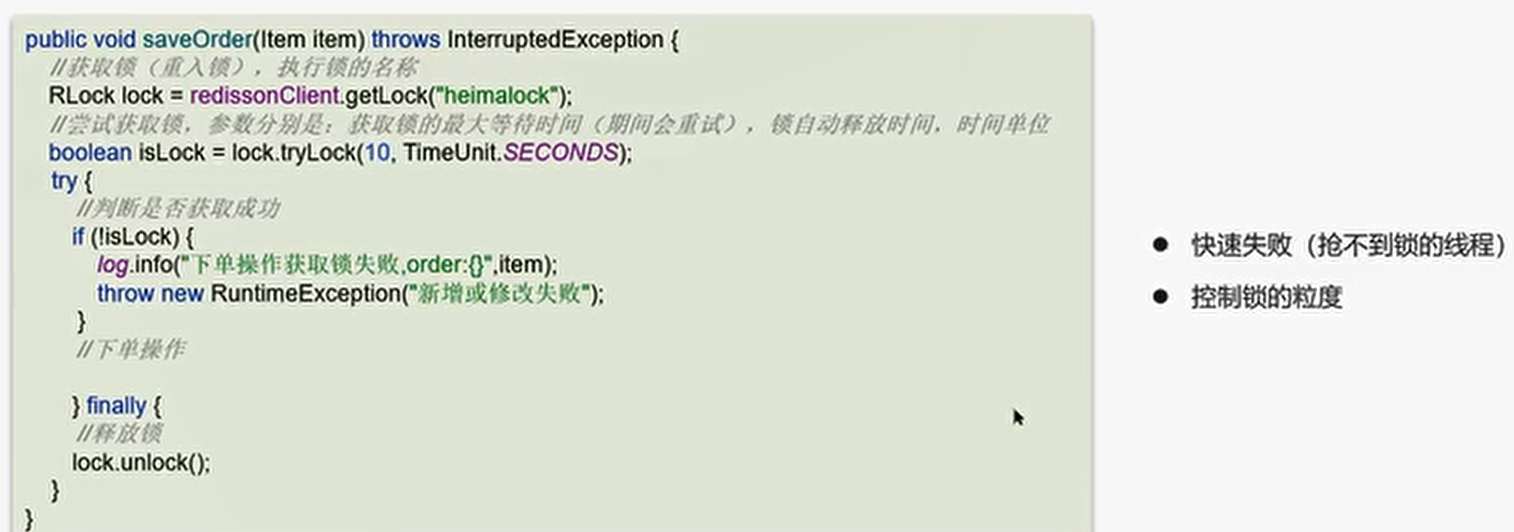 public void saveOrder(Item item) throws InterruptedException {
//获取锁（重入锁），执行锁的名称
RLock lock = redissonClient.getLock("heimalock");
//尝试获取锁，参数分别是：获取锁的最大等待时间（期间会重试），锁自动释放时间，时间单位
boolean isLock = lock.tryLock(10, TimeUnit.SECONDS);
try {
//判断是否获取成功
if (!isLock) {
log.info("下单操作获取锁失败,order:{}",item);
throw new RuntimeException("新增或修改失败");
}
//下单操作
} finally {
//释放锁
lock.unlock();
}
}
● 快速失败（抢不到锁的线程）
● 控制锁的粒度